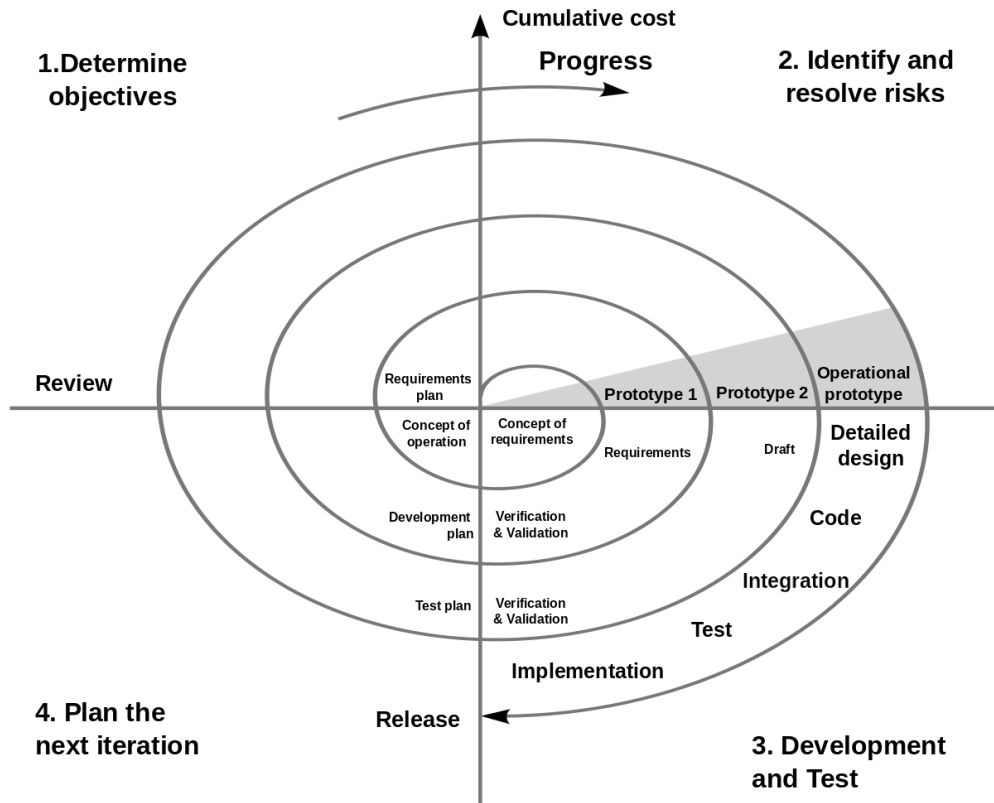 Cumulative cost
Progress
1.Determine
objectives
2. Identify and
resolve risks
Review
Requirements
plan
Concept of
operation
Concept of
requirements
Prototype 1
Prototype 2
Operational
prototype
Requirements
Draft
Detailed
design
Development
plan
Verification
& Validation
Code
Test plan
Verification
& Validation
Integration
Test
Implementation
Release
4. Plan the
next iteration
3. Development
and Test